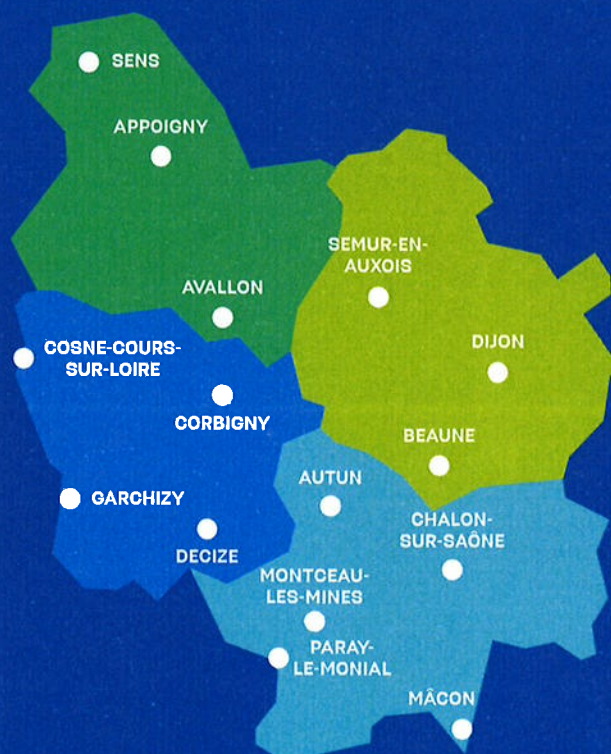 SENS
APPOIGNY
SEMUR-EN-
AUXOIS
AVALLON
DIJON
COSNE-COURS-
SUR-LOIRE
CORBIGNY
BEAUNE
AUTUN
GARCHIZY
CHALON-
SUR-SAÔNE
DECIZE
MONTCEAU-
LES-MINES
PARAY-
LE-MONIAL
MÂCON